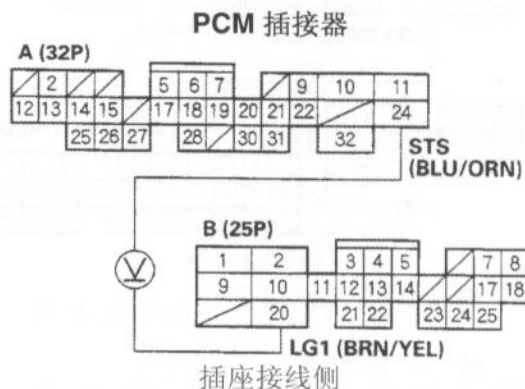 PCM 插接器
A (32P)
2 5 6 7 9 10 11
12 13 14 15 17 18 19 20 21 22 24
25 26 27 28 30 31 32
STS
(BLU/ORN)
B (25P)
1 2 3 4 5 7 8
9 10 11 12 13 14 17 18
20 21 22 23 24 25
V
LG1 (BRN/YEL)
插座接线侧